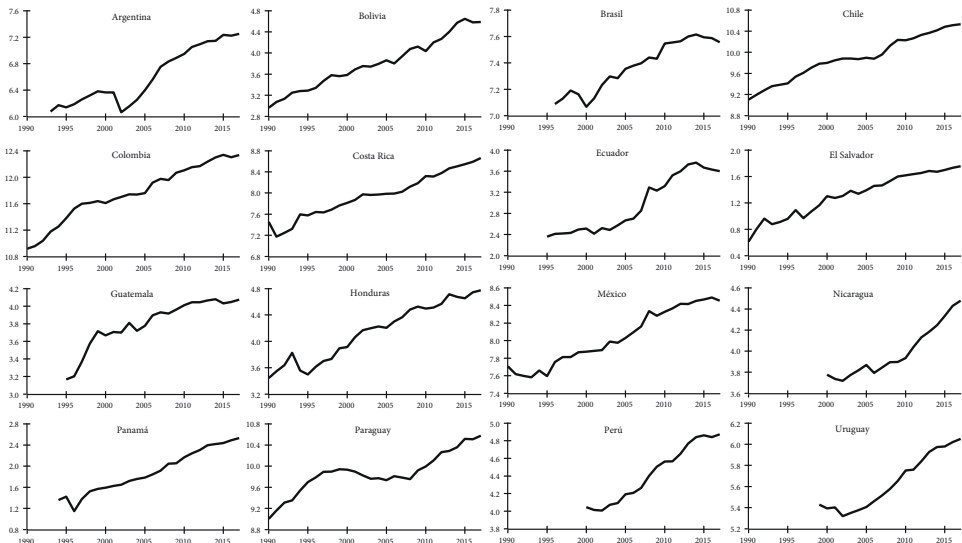 Argentina
7.6
7.2
6.8
6.4
6.0
1990 1995 2000 2005 2010 2015
Bolivia
4.8
4.4
4.0
3.6
3.2
2.8
1990 1995 2000 2005 2010 2015
Brasil
7.8
7.6
7.4
7.2
7.0
1990 1995 2000 2005 2010 2015
Chile
10.8
10.4
10.0
9.6
9.2
8.8
1990 1995 2000 2005 2010 2015
Colombia
12.4
12.0
11.6
11.2
10.8
1990 1995 2000 2005 2010 2015
Costa Rica
8.8
8.4
8.0
7.6
7.2
6.8
1990 1995 2000 2005 2010 2015
Ecuador
4.0
3.6
3.2
2.8
2.4
2.0
1990 1995 2000 2005 2010 2015
El Salvador
2.0
1.6
1.2
0.8
0.4
1990 1995 2000 2005 2010 2015
Guatemala
4.2
4.0
3.8
3.6
3.4
3.2
3.0
1990 1995 2000 2005 2010 2015
Honduras
4.8
4.4
4.0
3.6
3.2
1990 1995 2000 2005 2010 2015
México
8.6
8.4
8.2
8.0
7.8
7.6
7.4
1990 1995 2000 2005 2010 2015
Nicaragua
4.6
4.4
4.2
4.0
3.8
3.6
1990 1995 2000 2005 2010 2015
Panamá
2.8
2.4
2.0
1.6
1.2
0.8
1990 1995 2000 2005 2010 2015
Paraguay
10.8
10.4
10.0
9.6
9.2
8.8
1990 1995 2000 2005 2010 2015
Perú
5.0
4.8
4.6
4.4
4.2
4.0
3.8
1990 1995 2000 2005 2010 2015
Uruguay
6.2
6.0
5.8
5.6
5.4
5.2
1990 1995 2000 2005 2010 2015